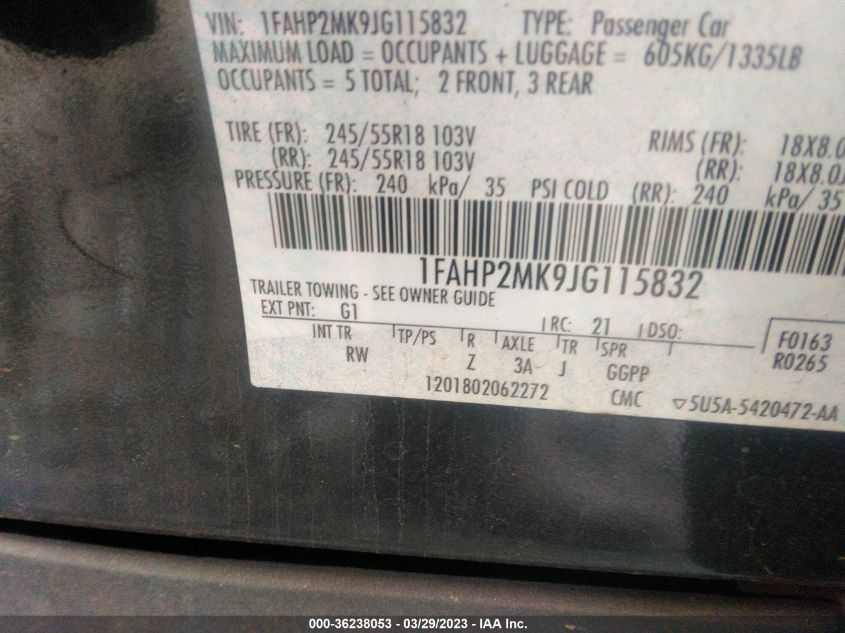 VIN: 1FAHP2MK9JG115832 TYPE: Passenger Car
MAXIMUM LOAD = OCCUPANTS + LUGGAGE = 605KG/1335LB
OCCUPANTS = 5 TOTAL; 2 FRONT, 3 REAR
TIRE (FR): 245/55R18 103V RIMS (FR): 18X8.0
(RR): 245/55R18 103V (RR): 18X8.0J
PRESSURE (FR): 240 kPa/ 35 PSI COLD (RR): 240 kPa/ 35
1FAHP2MK9JG115832
TRAILER TOWING - SEE OWNER GUIDE
EXT PNT: G1 RC: 21 DSO: F0163
INT TR TP/PS R AXLE TR SPR R0265
RW Z 3A J GGPP
1201802062272 CMC ▽5U5A-5420472-AA
000-36238053 / 03/29/2023 - IAA Inc.